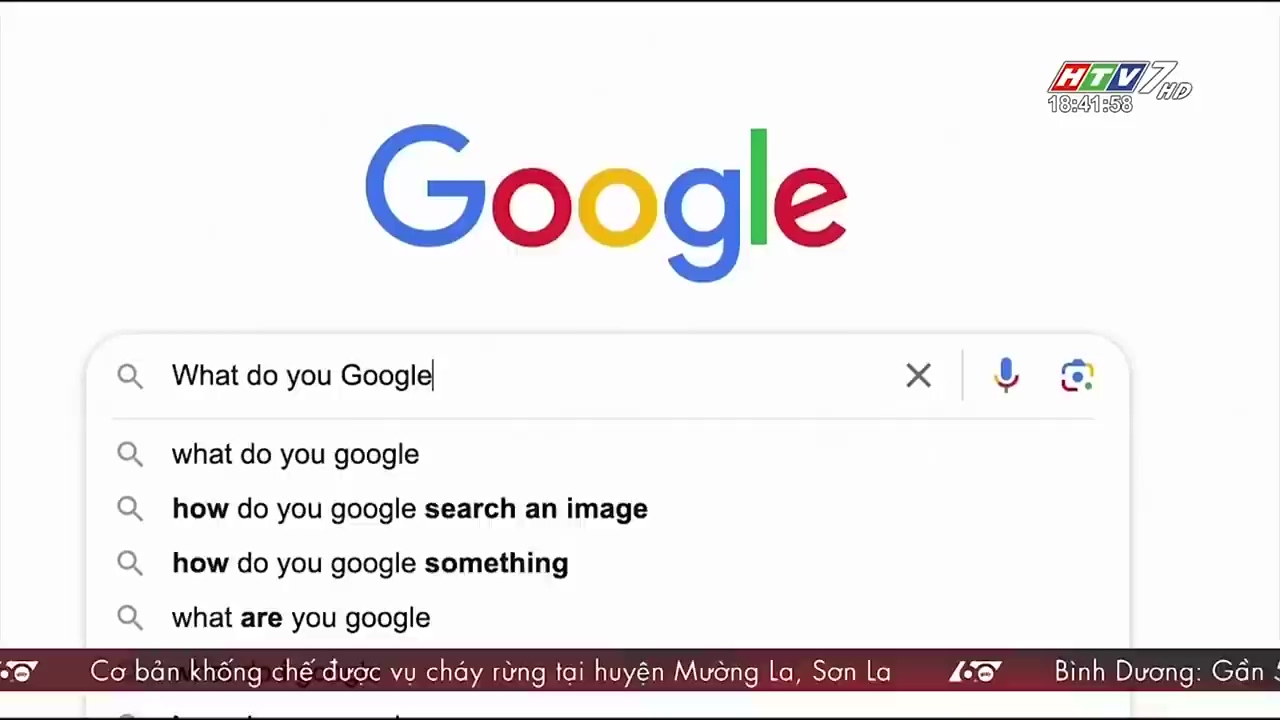 HTV7 HD
18:41:58
Google
What do you Google
what do you google
how do you google search an image
how do you google something
what are you google
Cơ bản khống chế được vụ cháy rừng tại huyện Mường La, Sơn La 60 Bình Dương: Gần